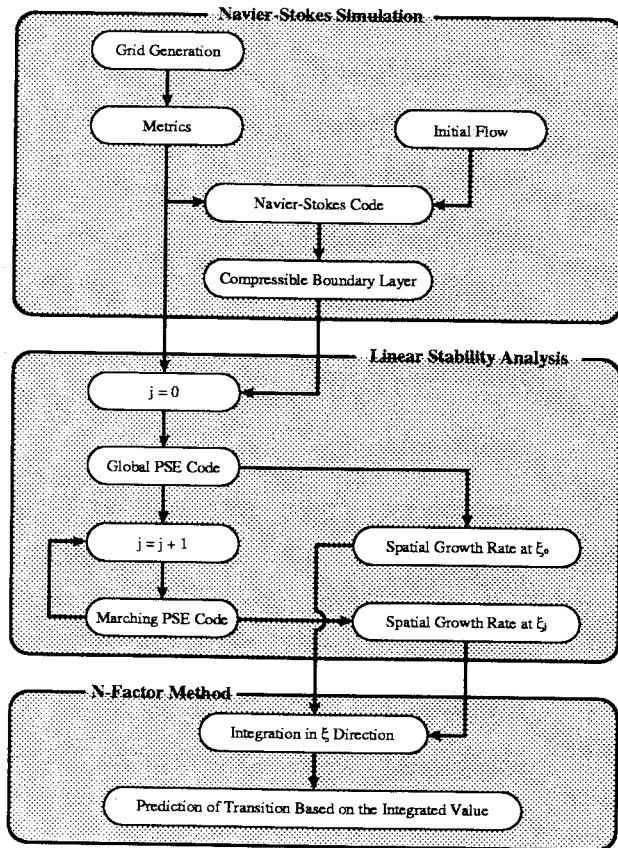 Navier-Stokes Simulation
Grid Generation
Metrics
Initial Flow
Navier-Stokes Code
Compressible Boundary Layer
Linear Stability Analysis
j = 0
Global PSE Code
j = j + 1
Spatial Growth Rate at ξ₀
Marching PSE Code
Spatial Growth Rate at ξⱼ
N-Factor Method
Integration in ξ Direction
Prediction of Transition Based on the Integrated Value